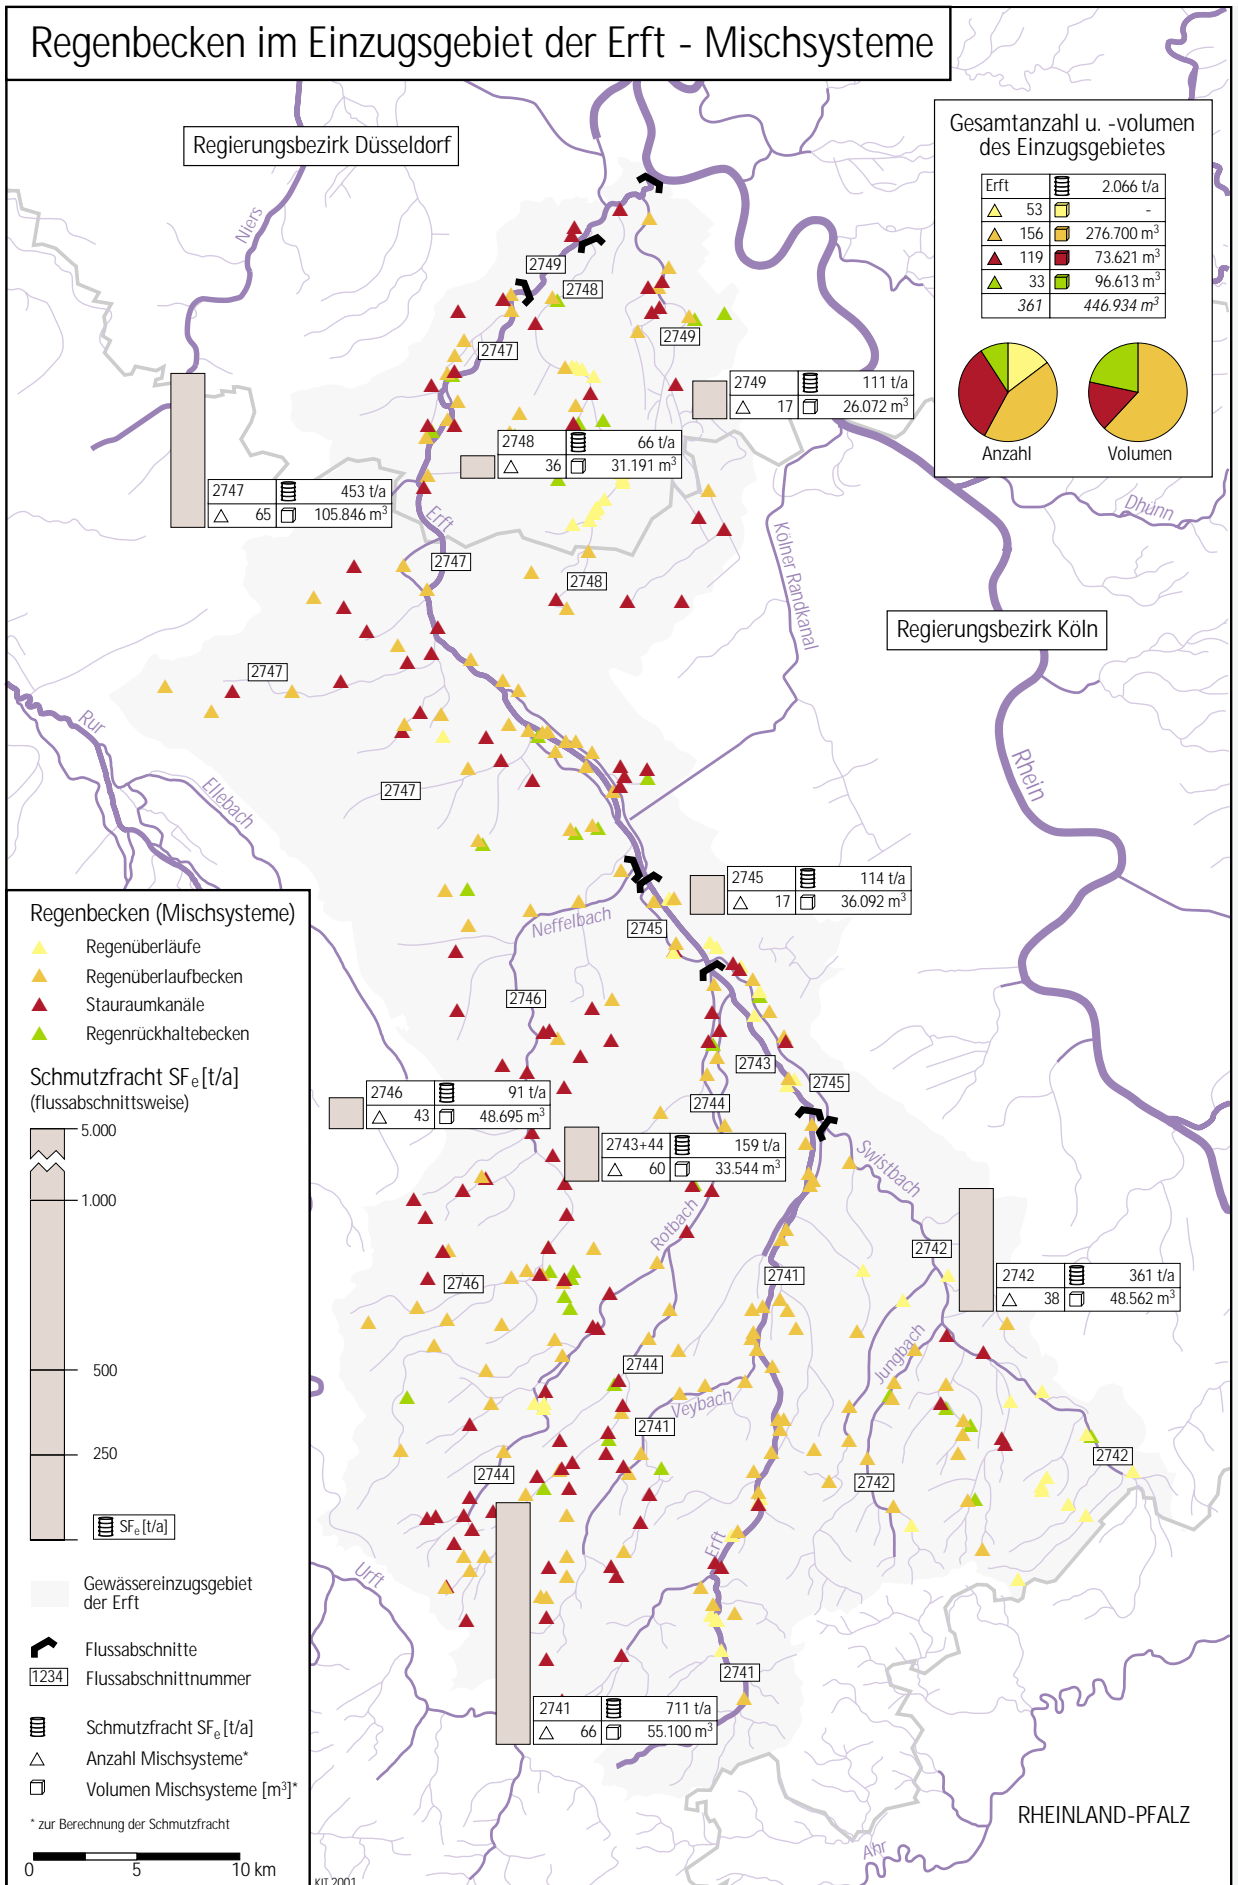 Regenbecken im Einzugsgebiet der Erft - Mischsysteme
Regierungsbezirk Düsseldorf
Gesamtanzahl u. -volumen
des Einzugsgebietes
Erft 2.066 t/a
53 -
156 276.700 m³
119 73.621 m³
33 96.613 m³
361 446.934 m³
Anzahl Volumen
Niers
2749
2748
2749
2747
2749 111 t/a
17 26.072 m³
2748 66 t/a
36 31.191 m³
2747 453 t/a
65 105.846 m³
Erft
Dhünn
Kölner Randkanal
2747
2748
Regierungsbezirk Köln
2747
Rur
Ellebach
2747
Rhein
2745 114 t/a
17 36.092 m³
Neffelbach
2745
2746
2743
2745
2744
2746 91 t/a
43 48.695 m³
2743+44 159 t/a
60 33.544 m³
Swistbach
Rotbach
2742
2741
2746
2742 361 t/a
38 48.562 m³
Jungbach
2744
Veybach
2741
2742
2744
2742
Erft
Urft
2741
2741 711 t/a
66 55.100 m³
RHEINLAND-PFALZ
Ahr
Regenbecken (Mischsysteme)
Regenüberläufe
Regenüberlaufbecken
Stauraumkanäle
Regenrückhaltebecken
Schmutzfracht SFe [t/a]
(flussabschnittsweise)
5.000
1.000
500
250
SFe [t/a]
Gewässereinzugsgebiet
der Erft
Flussabschnitte
1234 Flussabschnittnummer
Schmutzfracht SFe [t/a]
Anzahl Mischsysteme*
Volumen Mischsysteme [m³]*
* zur Berechnung der Schmutzfracht
0 5 10 km
KIT 2001